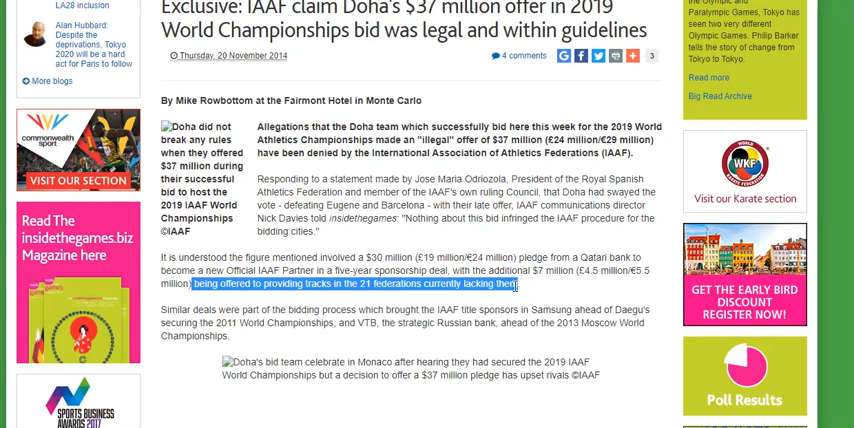 LA28 inclusion
Alan Hubbard:
Despite the
deprivations, Tokyo
2020 will be a hard
act for Paris to follow
More blogs
commonwealth
sport
VISIT OUR SECTION
Read The
insidethegames.biz
Magazine here
SPORTS BUSINESS
AWARDS 2017
Exclusive: IAAF claim Doha's $37 million offer in 2019
World Championships bid was legal and within guidelines
Thursday, 20 November 2014
4 comments
3
By Mike Rowbottom at the Fairmont Hotel in Monte Carlo
Doha did not
break any rules
when they offered
$37 million during
their successful
bid to host the
2019 IAAF World
Championships
©IAAF
Allegations that the Doha team which successfully bid here this week for the 2019 World
Athletics Championships made an "illegal" offer of $37 million (£24 million/€29 million)
have been denied by the International Association of Athletics Federations (IAAF).
Responding to a statement made by Jose Maria Odriozola, President of the Royal Spanish
Athletics Federation and member of the IAAF's own ruling Council, that Doha had swayed the
vote - defeating Eugene and Barcelona - with their late offer, IAAF communications director
Nick Davies told insidethegames: "Nothing about this bid infringed the IAAF procedure for the
bidding cities."
It is understood the figure mentioned involved a $30 million (£19 million/€24 million) pledge from a Qatari bank to
become a new Official IAAF Partner in a five-year sponsorship deal, with the additional $7 million (£4.5 million/€5.5
million) being offered to providing tracks in the 21 federations currently lacking them.
Similar deals were part of the bidding process which brought the IAAF title sponsors in Samsung ahead of Daegu's
securing the 2011 World Championships, and VTB, the strategic Russian bank, ahead of the 2013 Moscow World
Championships.
Doha's bid team celebrate in Monaco after hearing they had secured the 2019 IAAF
World Championships but a decision to offer a $37 million pledge has upset rivals ©IAAF
the Olympic and
Paralympic Games, Tokyo has
seen two very different
Olympic Games. Philip Barker
tells the story of change from
Tokyo to Tokyo.
Read more
Big Read Archive
WKF
Visit our Karate section
GET THE EARLY BIRD
DISCOUNT
REGISTER NOW!
Poll Results